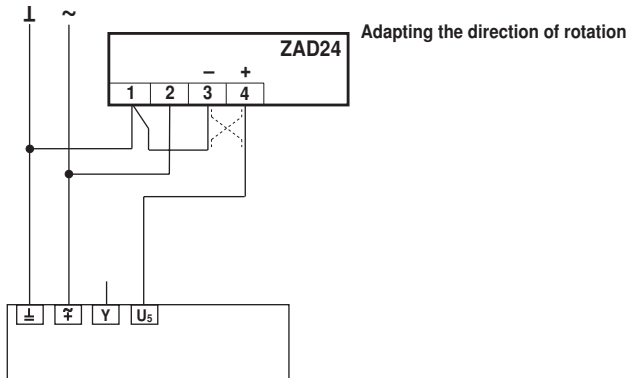 ⊥ ~
Adapting the direction of rotation
ZAD24
– +
1 2 3 4
⊥ ~ Y U5